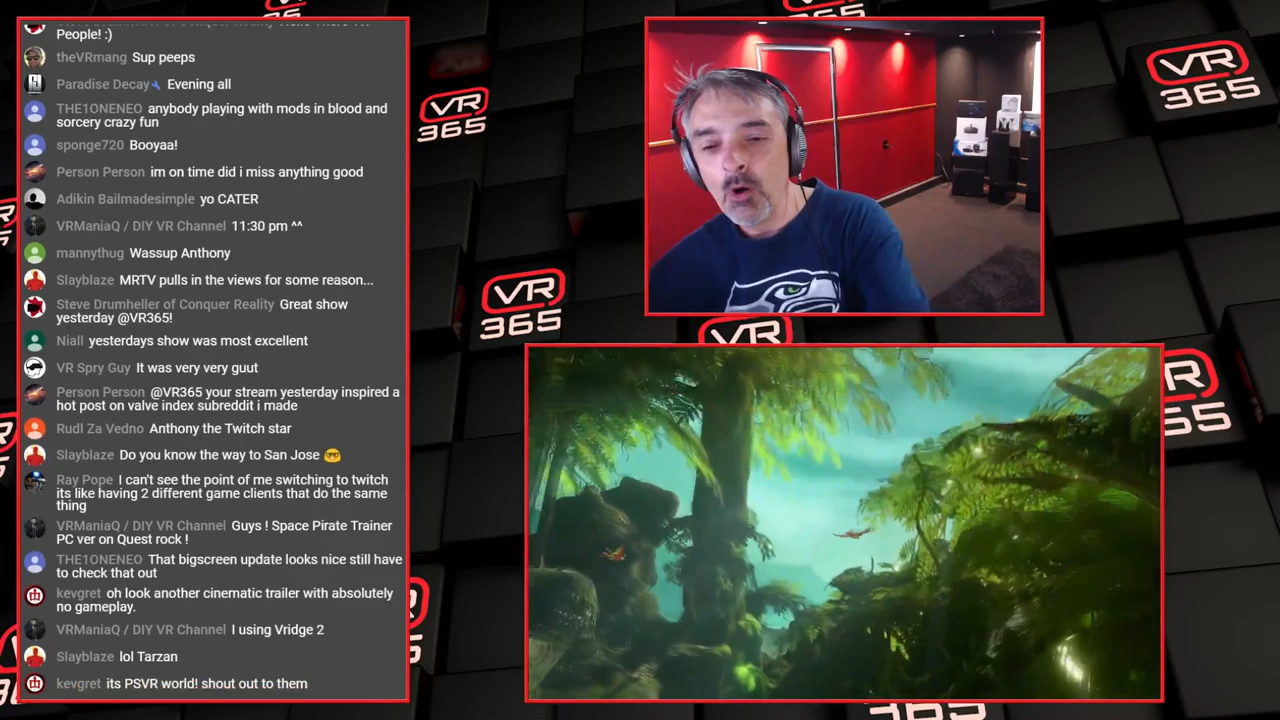 People! :)
theVRmang Sup peeps
Paradise Decay Evening all
THE1ONENEO anybody playing with mods in blood and
sorcery crazy fun
sponge720 Booyaa!
Person Person im on time did i miss anything good
Adikin Bailmadesimple yo CATER
VRManiaQ / DIY VR Channel 11:30 pm ^^
mannythug Wassup Anthony
Slayblaze MRTV pulls in the views for some reason...
Steve Drumheller of Conquer Reality Great show
yesterday @VR365!
Niall yesterdays show was most excellent
VR Spry Guy It was very very guut
Person Person @VR365 your stream yesterday inspired a
hot post on valve index subreddit i made
Rudl Za Vedno Anthony the Twitch star
Slayblaze Do you know the way to San Jose 🤓
Ray Pope I can't see the point of me switching to twitch
its like having 2 different game clients that do the same
thing
VRManiaQ / DIY VR Channel Guys ! Space Pirate Trainer
PC ver on Quest rock !
THE1ONENEO That bigscreen update looks nice still have
to check that out
kevgret oh look another cinematic trailer with absolutely
no gameplay.
VRManiaQ / DIY VR Channel I using Vridge 2
Slayblaze lol Tarzan
kevgret its PSVR world! shout out to them
365
VR
365
VR
365
VR
365
VR
365